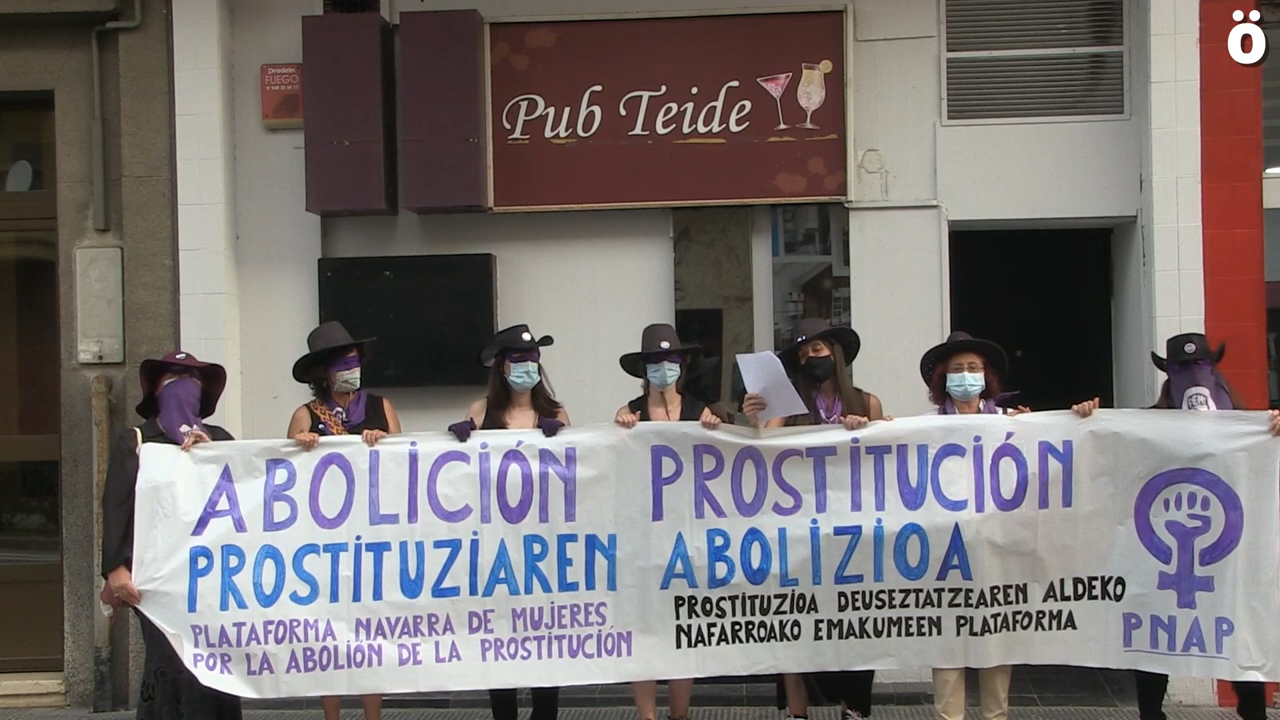 Ö
FUEGO
Pub Teide
ABOLICIÓN PROSTITUCIÓN
PROSTITUZIAREN ABOLIZIOA
PLATAFORMA NAVARRA DE MUJERES
POR LA ABOLIÓN DE LA PROSTITUCIÓN
PROSTITUZIOA DEUSEZTATZEAREN ALDEKO
NAFARROAKO EMAKUMEEN PLATAFORMA
PNAP